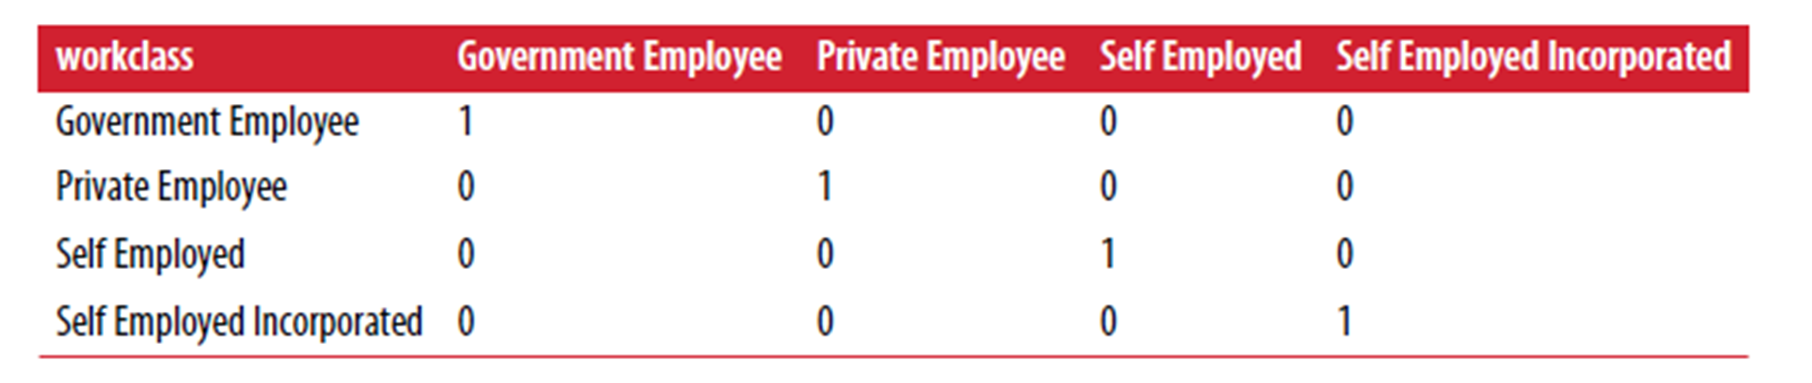 workclass Government Employee Private Employee Self Employed Self Employed Incorporated
Government Employee 1 0 0 0
Private Employee 0 1 0 0
Self Employed 0 0 1 0
Self Employed Incorporated 0 0 0 1